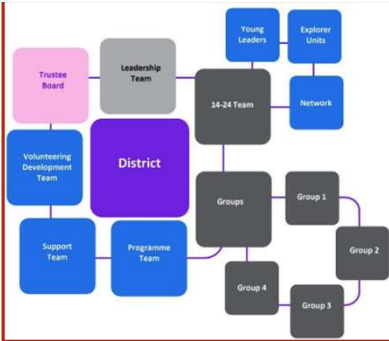 Young
Leaders
Explorer
Units
Leadership
Team
Trustee
Board
14-24 Team
Network
Volunteering
Development
Team
District
Groups
Group 1
Group 2
Support
Team
Programme
Team
Group 4
Group 3